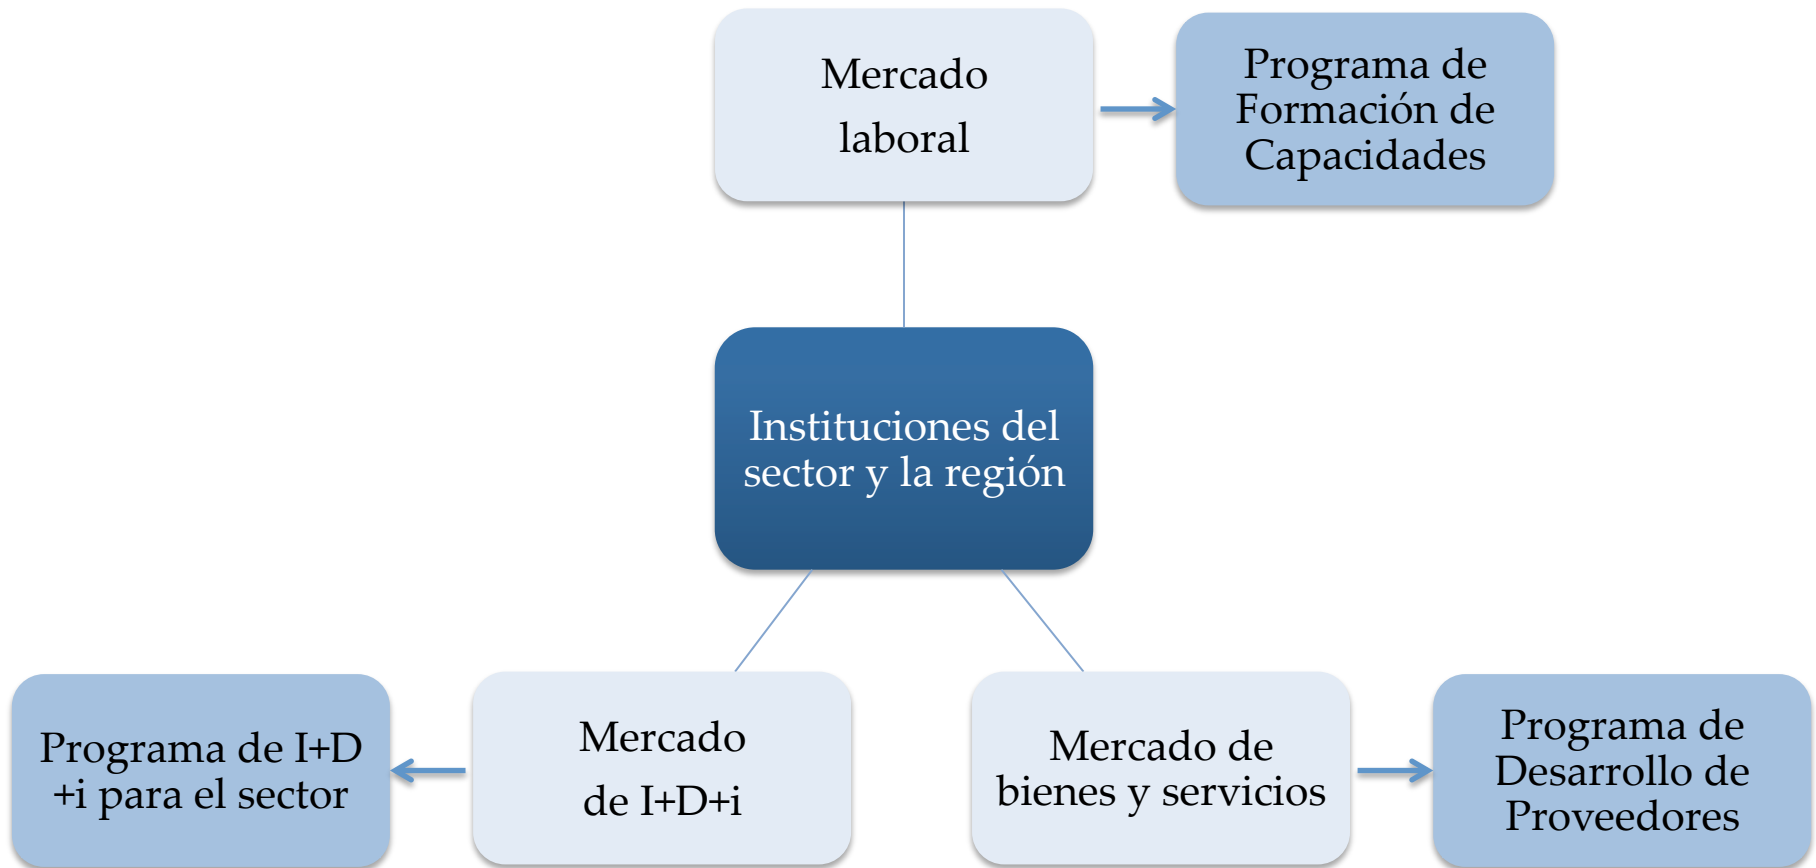 Mercado
laboral
Programa de
Formación de
Capacidades
Instituciones del
sector y la región
Programa de I+D
+i para el sector
Mercado
de I+D+i
Mercado de
bienes y servicios
Programa de
Desarrollo de
Proveedores